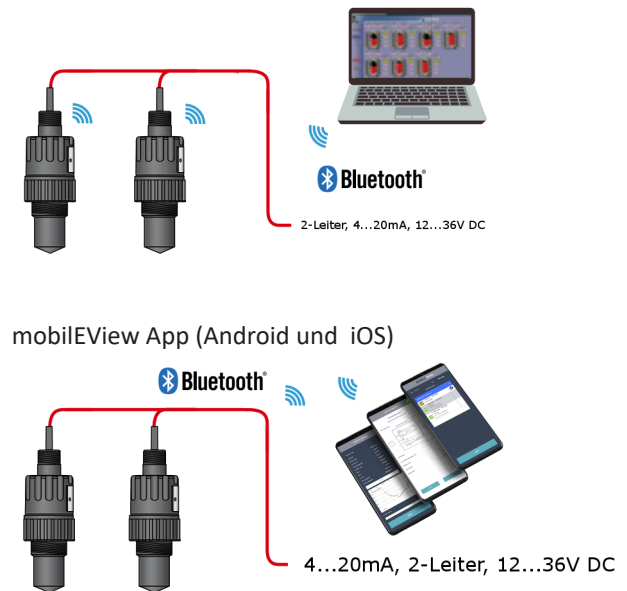 Bluetooth®
2-Leiter, 4...20mA, 12...36V DC
mobilEView App (Android und iOS)
Bluetooth®
4...20mA, 2-Leiter, 12...36V DC